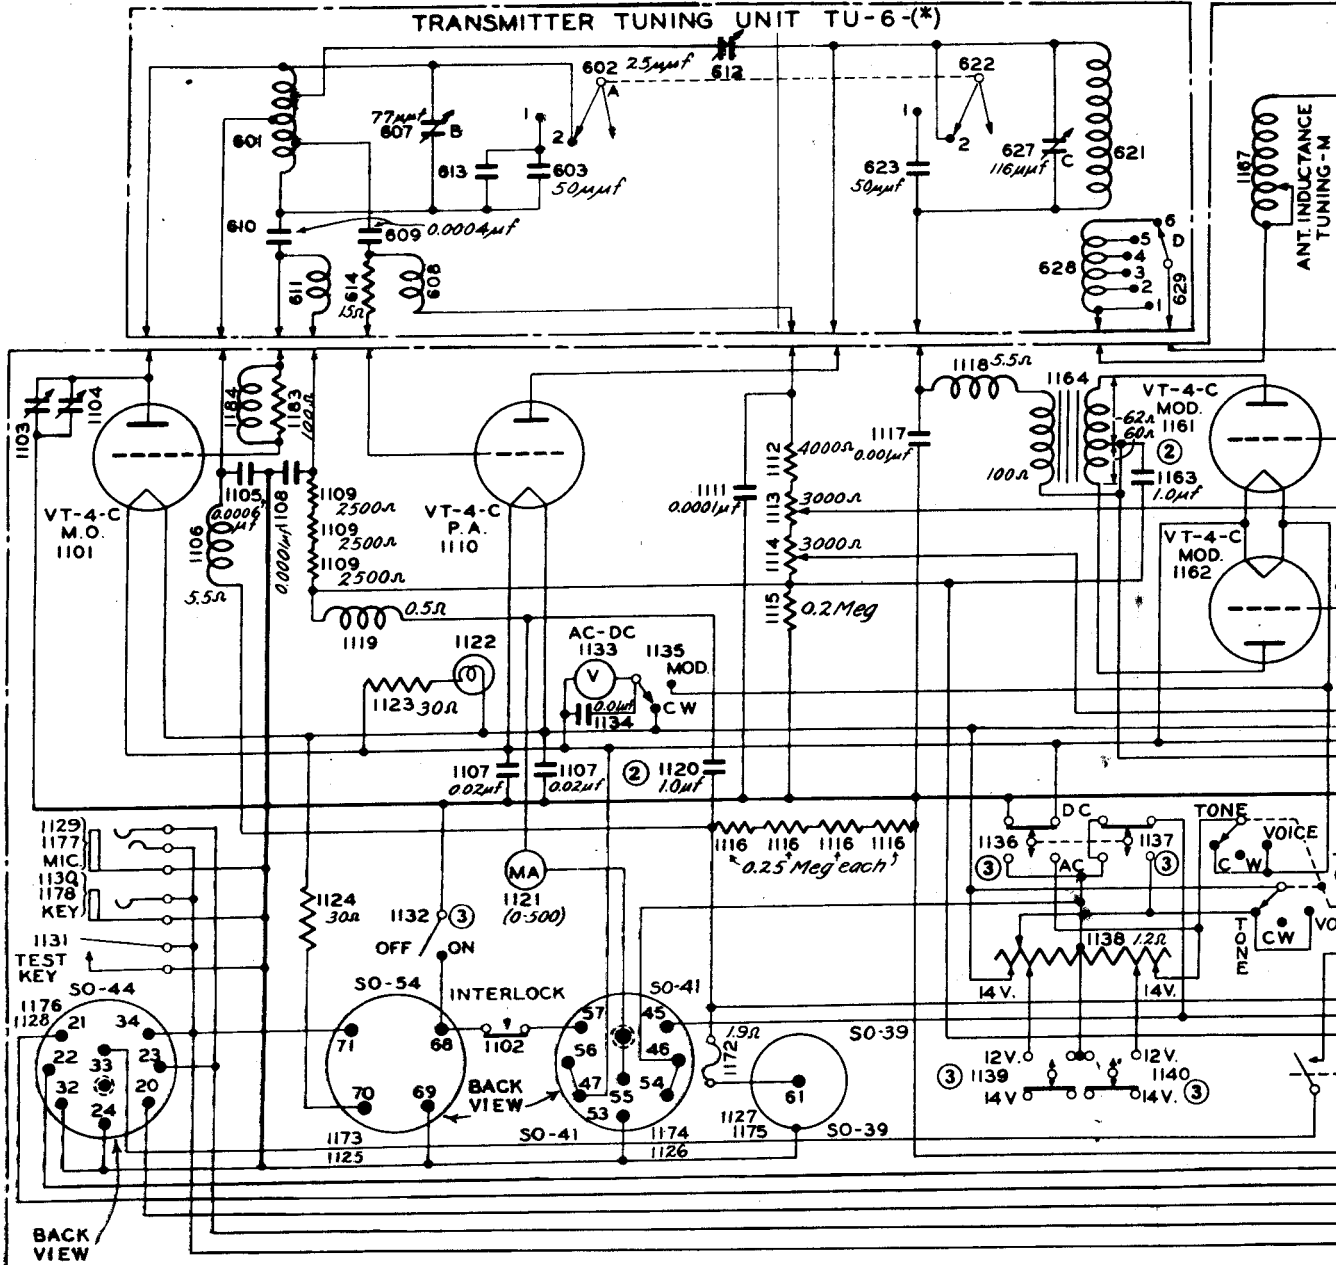 TRANSMITTER TUNING UNIT TU-6-(*)
25µµf
612
602
A
622
77µµf
607
B
1
2
601
613
603
50µµf
1
2
623
50µµf
627
116µµf
C
621
1167
ANT. INDUCTANCE
TUNING-M
610
609
0.0004µf
611
614
15Ω
608
628
6
5
4
3
2
1
D
629
1103
1104
1184
1183
100Ω
1118
5.5Ω
1164
VT-4-C
MOD.
1161
-62Ω
60Ω
2
1163
1.0µf
100Ω
1117
0.001µf
1112
4000Ω
1113
3000Ω
1114
3000Ω
1115
0.2 Meg
1111
0.0001µf
VT-4-C
M.O.
1101
1105
0.0006
µf
1108
0.0001µf
1109
2500Ω
1109
2500Ω
1109
2500Ω
1106
5.5Ω
VT-4-C
P.A.
1110
VT-4-C
MOD.
1162
1119
0.5Ω
1122
1123
30Ω
AC-DC
1133
V
1134
1135
MOD.
CW
1107
0.02µf
1107
0.02µf
2
1120
1.0µf
1116
1116
1116
1116
0.25 Meg each
1129
1177
MIC.
1130
1178
KEY
1131
TEST
KEY
1124
30Ω
MA
1121
(0-500)
1132
3
OFF
ON
DC
1136
3
AC
1137
3
TONE
VOICE
C W
TONE
CW
VO
1138
1.2Ω
14V.
14V.
SO-44
1176
1128
21
34
22
33
23
32
24
20
SO-54
71
68
70
69
INTERLOCK
1102
SO-41
57
45
56
46
47
55
54
53
BACK
VIEW
1.9Ω
1172
SO-39
61
12V.
12V.
3
1139
1140
3
14V
14V.
1173
1125
SO-41
1174
1126
1127
1175
SO-39
BACK
VIEW